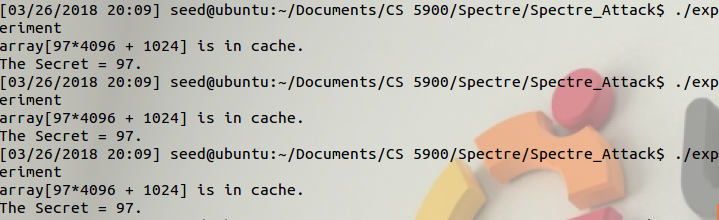 [03/26/2018 20:09] seed@ubuntu:~/Documents/CS 5900/Spectre/Spectre_Attack$ ./exp
eriment
array[97*4096 + 1024] is in cache.
The Secret = 97.
[03/26/2018 20:09] seed@ubuntu:~/Documents/CS 5900/Spectre/Spectre_Attack$ ./exp
eriment
array[97*4096 + 1024] is in cache.
The Secret = 97.
[03/26/2018 20:09] seed@ubuntu:~/Documents/CS 5900/Spectre/Spectre_Attack$ ./exp
eriment
array[97*4096 + 1024] is in cache.
The Secret = 97.